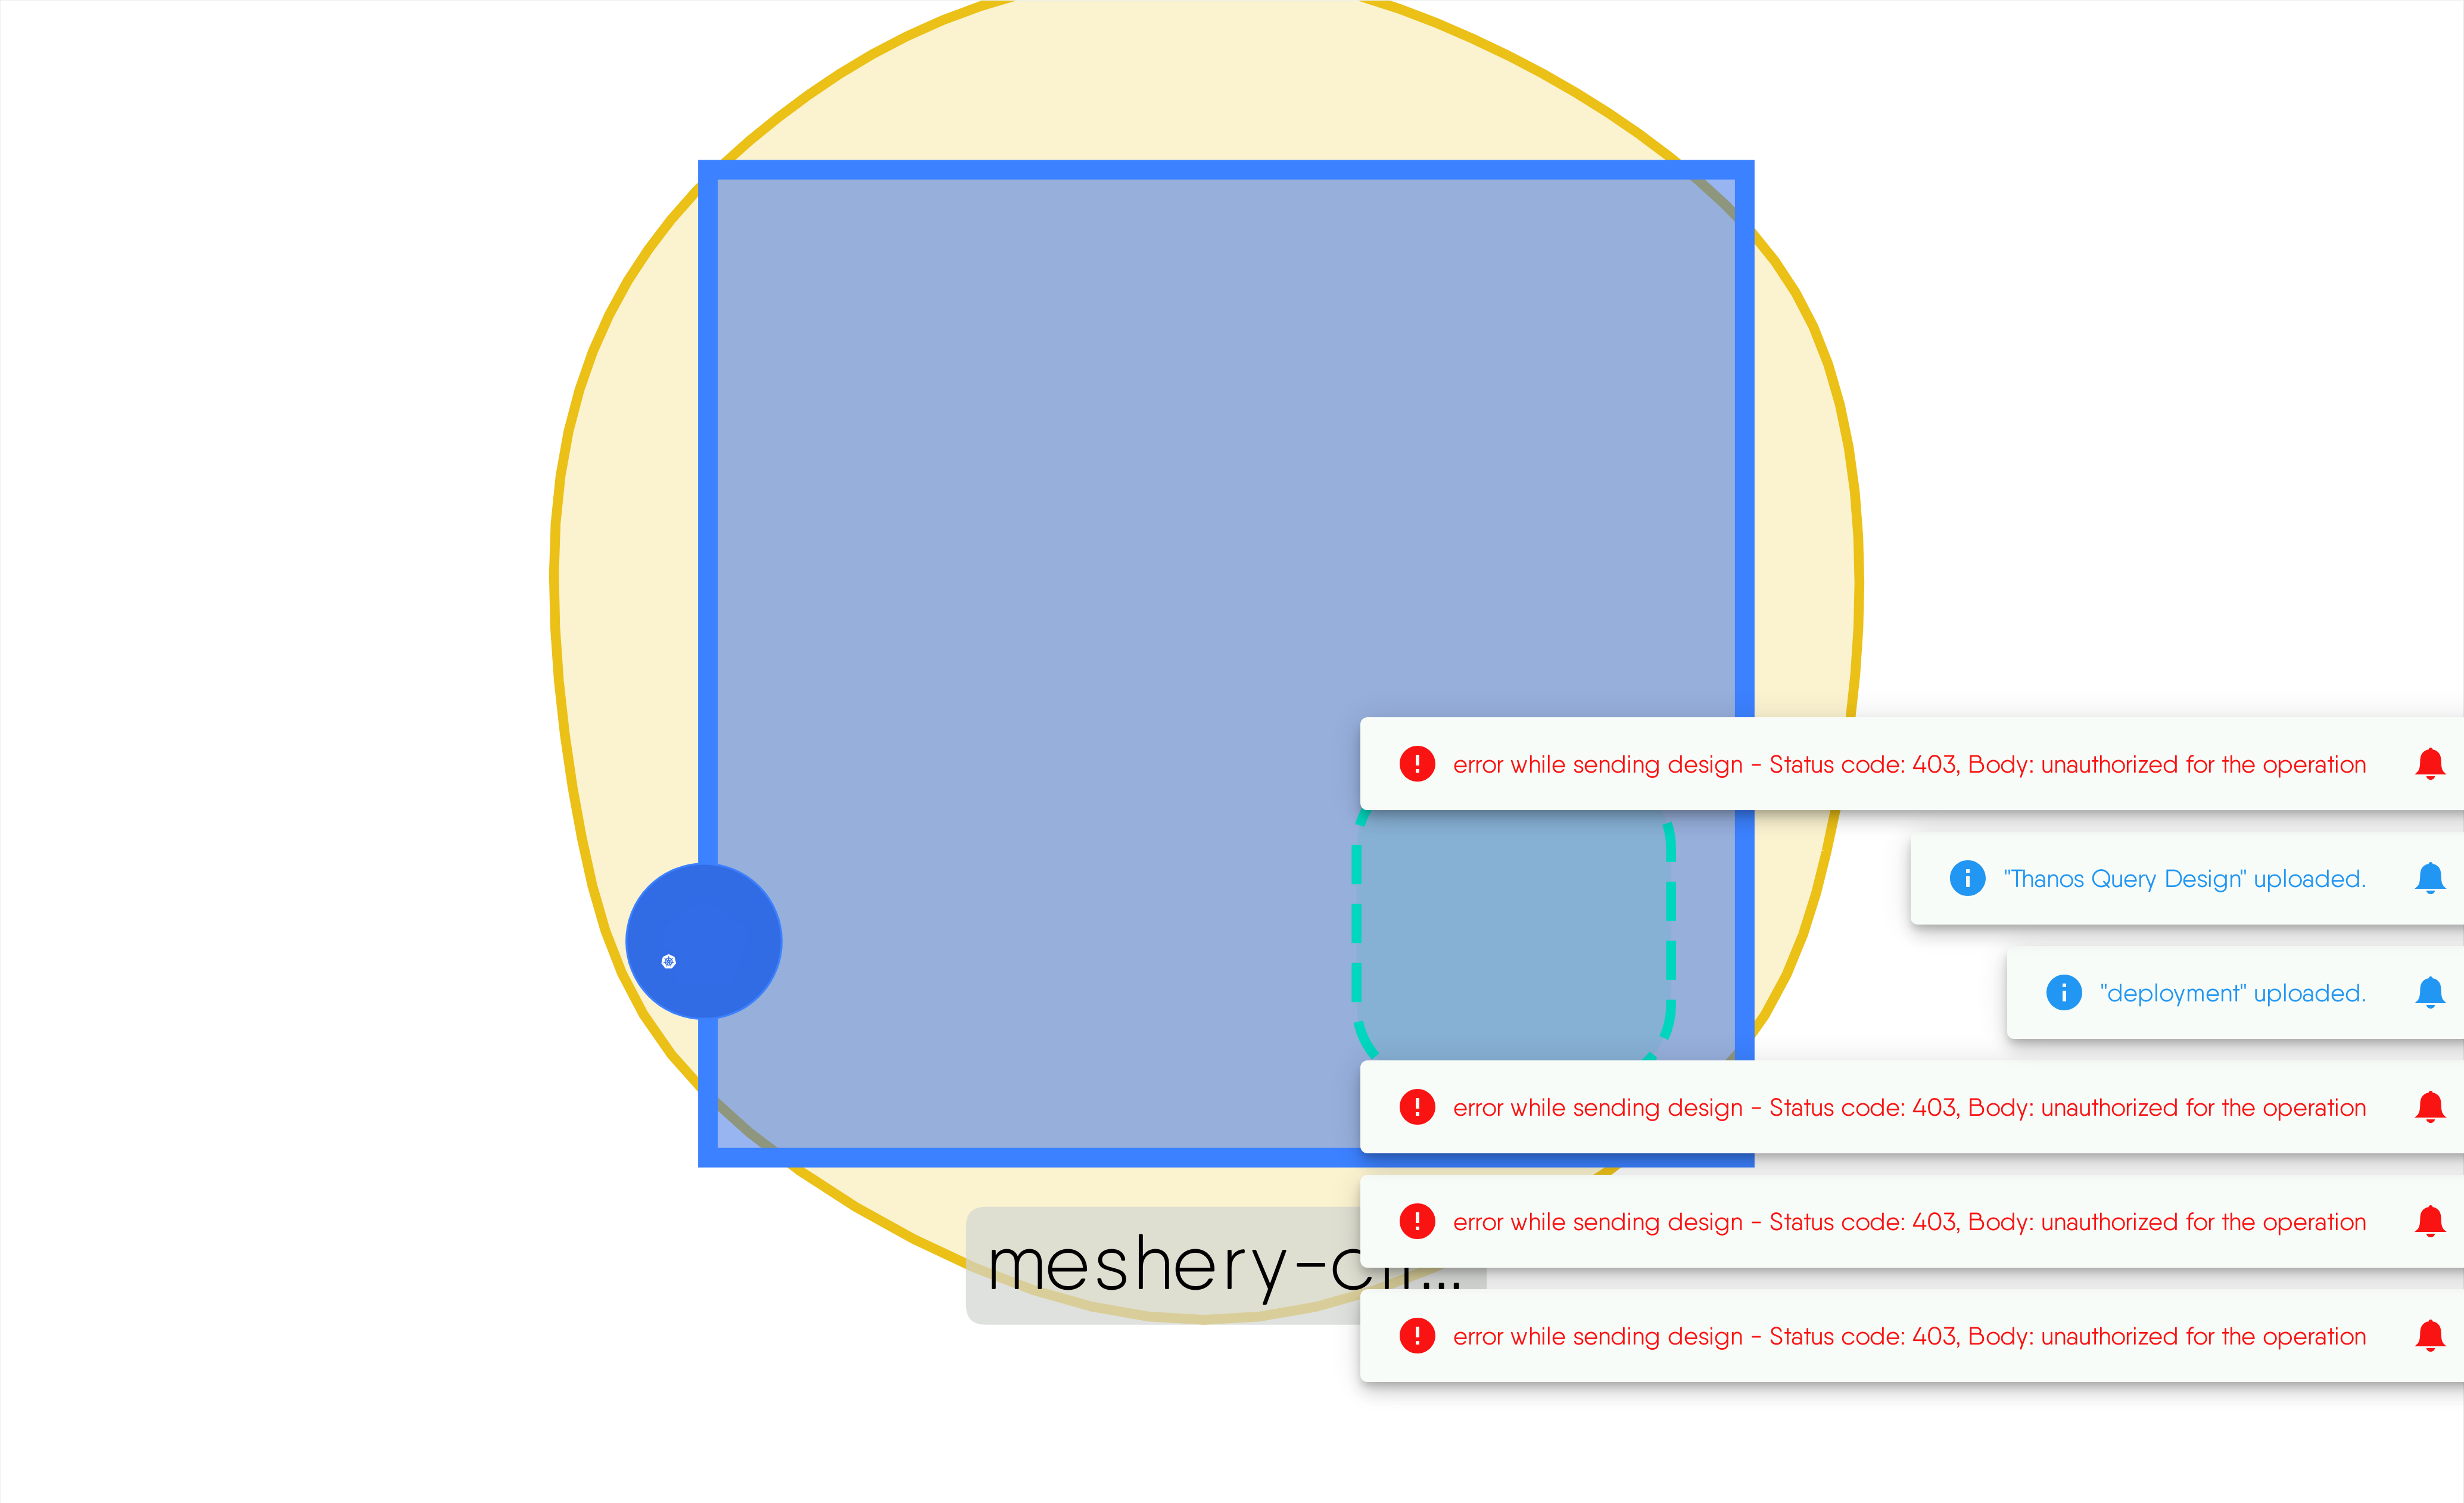 error while sending design - Status code: 403, Body: unauthorized for the operation
"Thanos Query Design" uploaded.
"deployment" uploaded.
error while sending design - Status code: 403, Body: unauthorized for the operation
error while sending design - Status code: 403, Body: unauthorized for the operation
meshery-
error while sending design - Status code: 403, Body: unauthorized for the operation